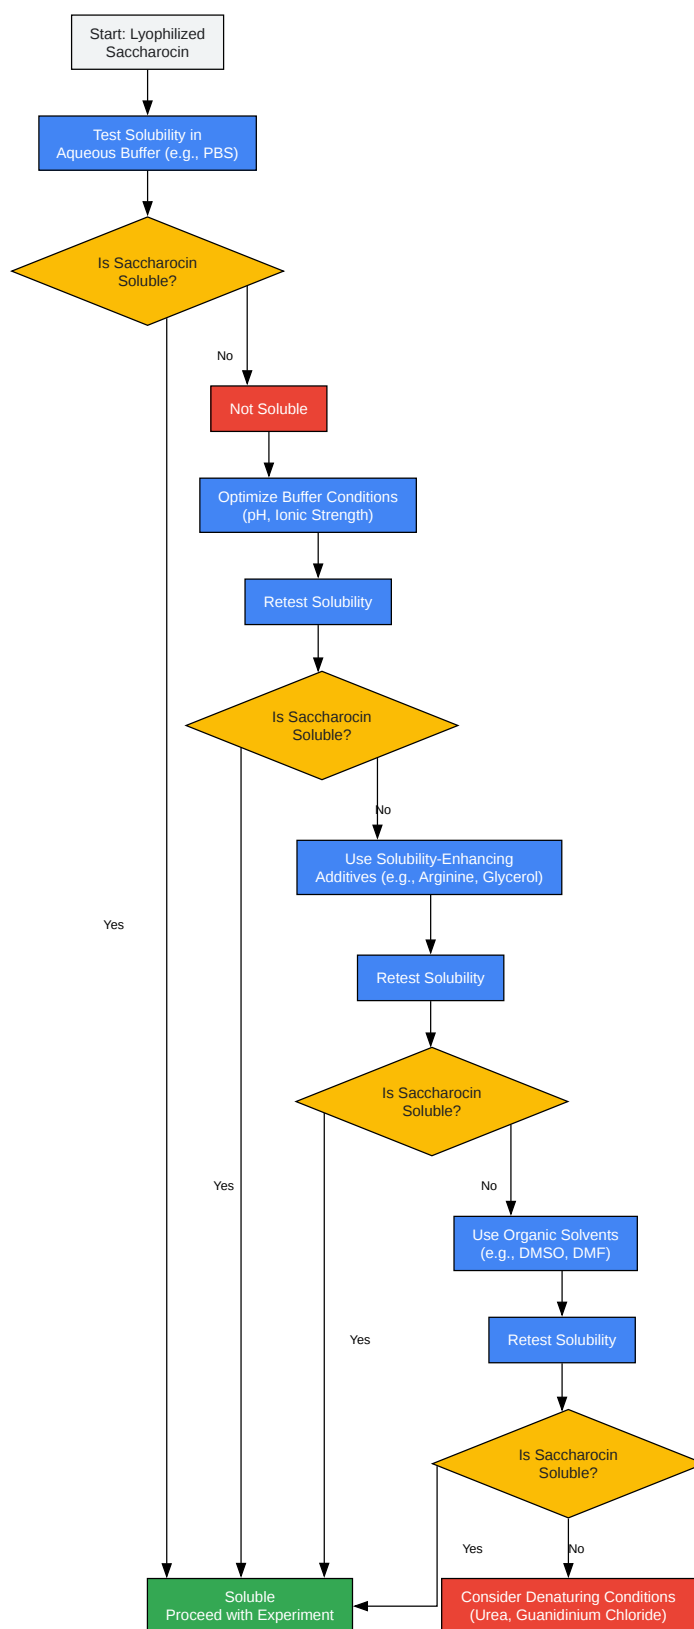 Start: Lyophilized
Saccharocin
Test Solubility in
Aqueous Buffer (e.g., PBS)
Is Saccharocin
Soluble?
No
Not Soluble
Optimize Buffer Conditions
(pH, Ionic Strength)
Retest Solubility
Is Saccharocin
Soluble?
No
Use Solubility-Enhancing
Additives (e.g., Arginine, Glycerol)
Yes
Retest Solubility
Is Saccharocin
Soluble?
Yes
No
Use Organic Solvents
(e.g., DMSO, DMF)
Yes
Retest Solubility
Is Saccharocin
Soluble?
Yes
No
Soluble
Proceed with Experiment
Consider Denaturing Conditions
(Urea, Guanidinium Chloride)